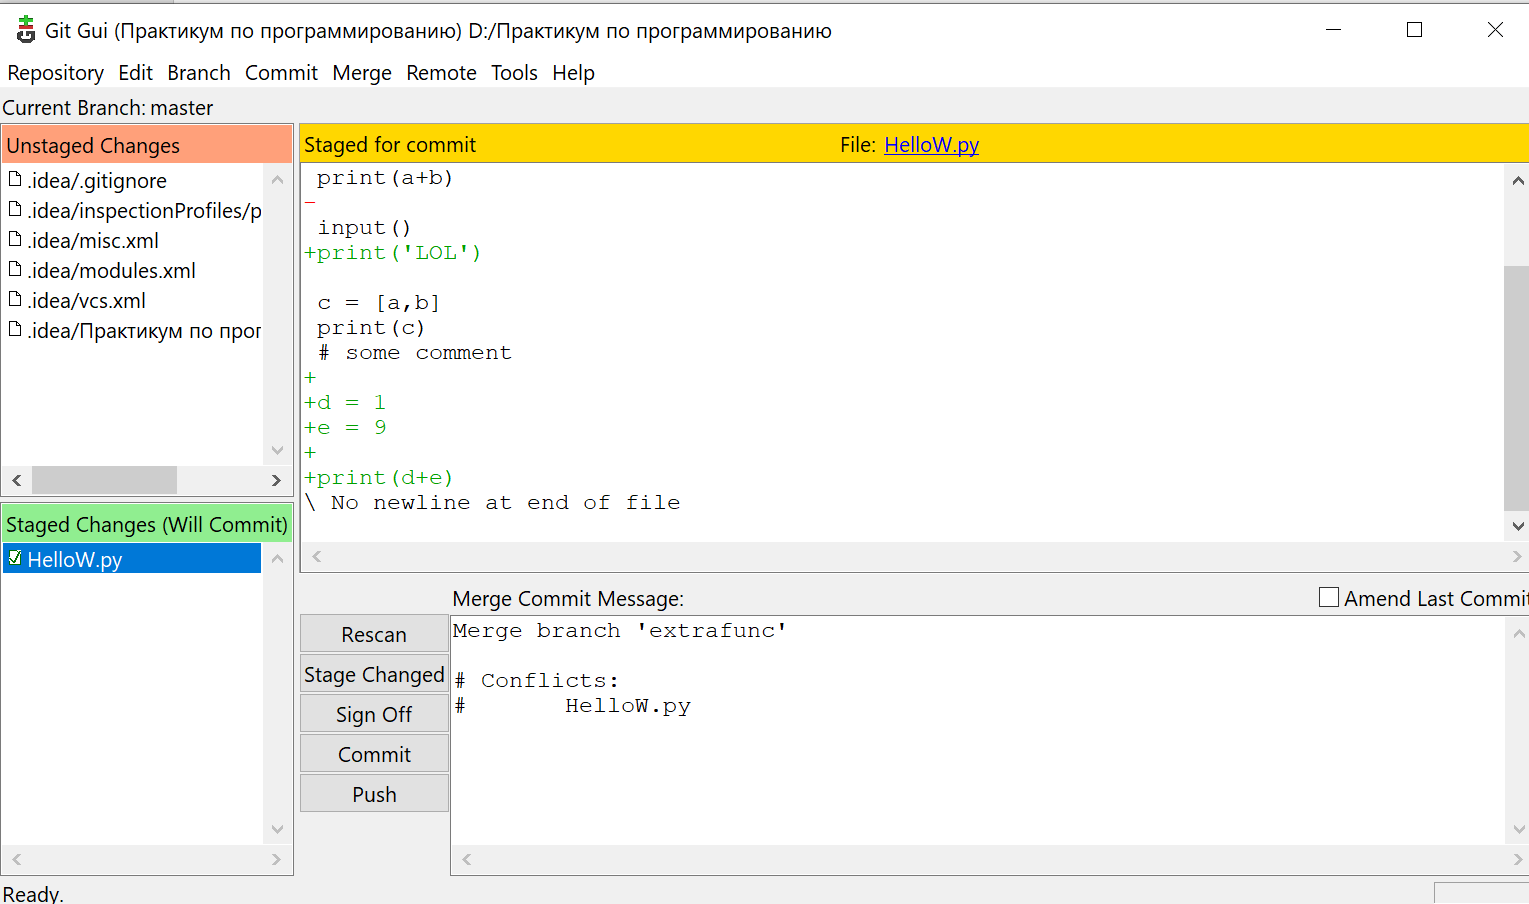 Git Gui (Практикум по программированию) D:/Практикум по программированию
Repository Edit Branch Commit Merge Remote Tools Help
Current Branch: master
Unstaged Changes
.idea/.gitignore
.idea/inspectionProfiles/p
.idea/misc.xml
.idea/modules.xml
.idea/vcs.xml
.idea/Практикум по прог
Staged Changes (Will Commit)
HelloW.py
Staged for commit File: HelloW.py
print(a+b)
-
input()
+print('LOL')
c = [a,b]
print(c)
# some comment
+
+d = 1
+e = 9
+
+print(d+e)
\ No newline at end of file
Rescan
Stage Changed
Sign Off
Commit
Push
Merge Commit Message: Amend Last Commit
Merge branch 'extrafunc'
# Conflicts:
# HelloW.py
Ready.